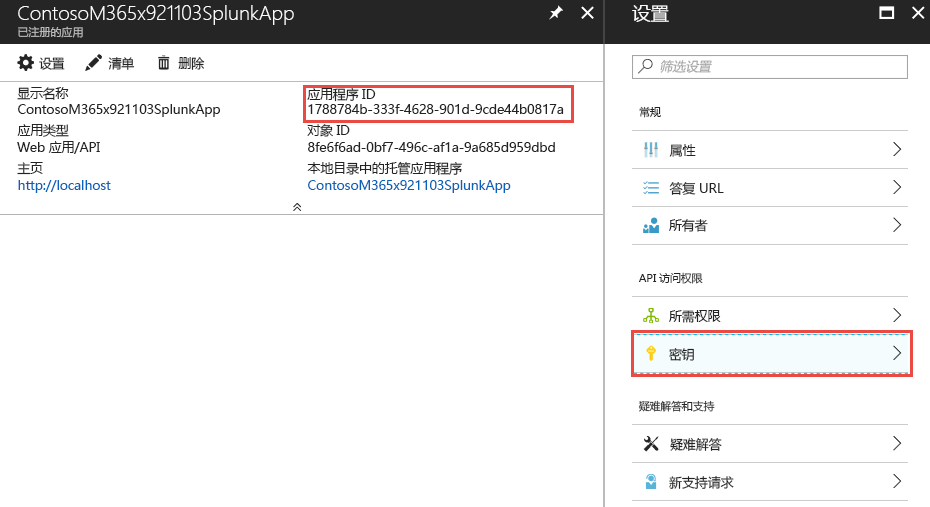 ContosoM365x921103SplunkApp
已注册的应用
设置
清单
删除
显示名称
ContosoM365x921103SplunkApp
应用类型
Web 应用/API
主页
http://localhost
应用程序 ID
1788784b-333f-4628-901d-9cde44b0817a
对象 ID
8fe6f6ad-0bf7-496c-af1a-9a685d959dbd
本地目录中的托管应用程序
ContosoM365x921103SplunkApp
设置
筛选设置
常规
属性
答复 URL
所有者
API 访问权限
所需权限
密钥
疑难解答和支持
疑难解答
新支持请求